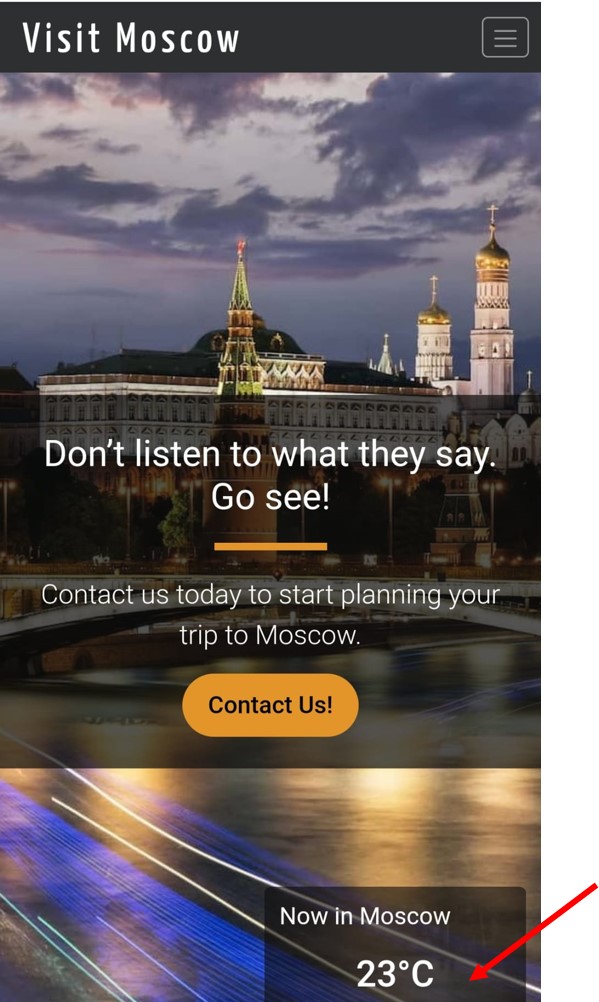 Visit Moscow
Don’t listen to what they say.
Go see!
Contact us today to start planning your
trip to Moscow.
Contact Us!
Now in Moscow
23°C